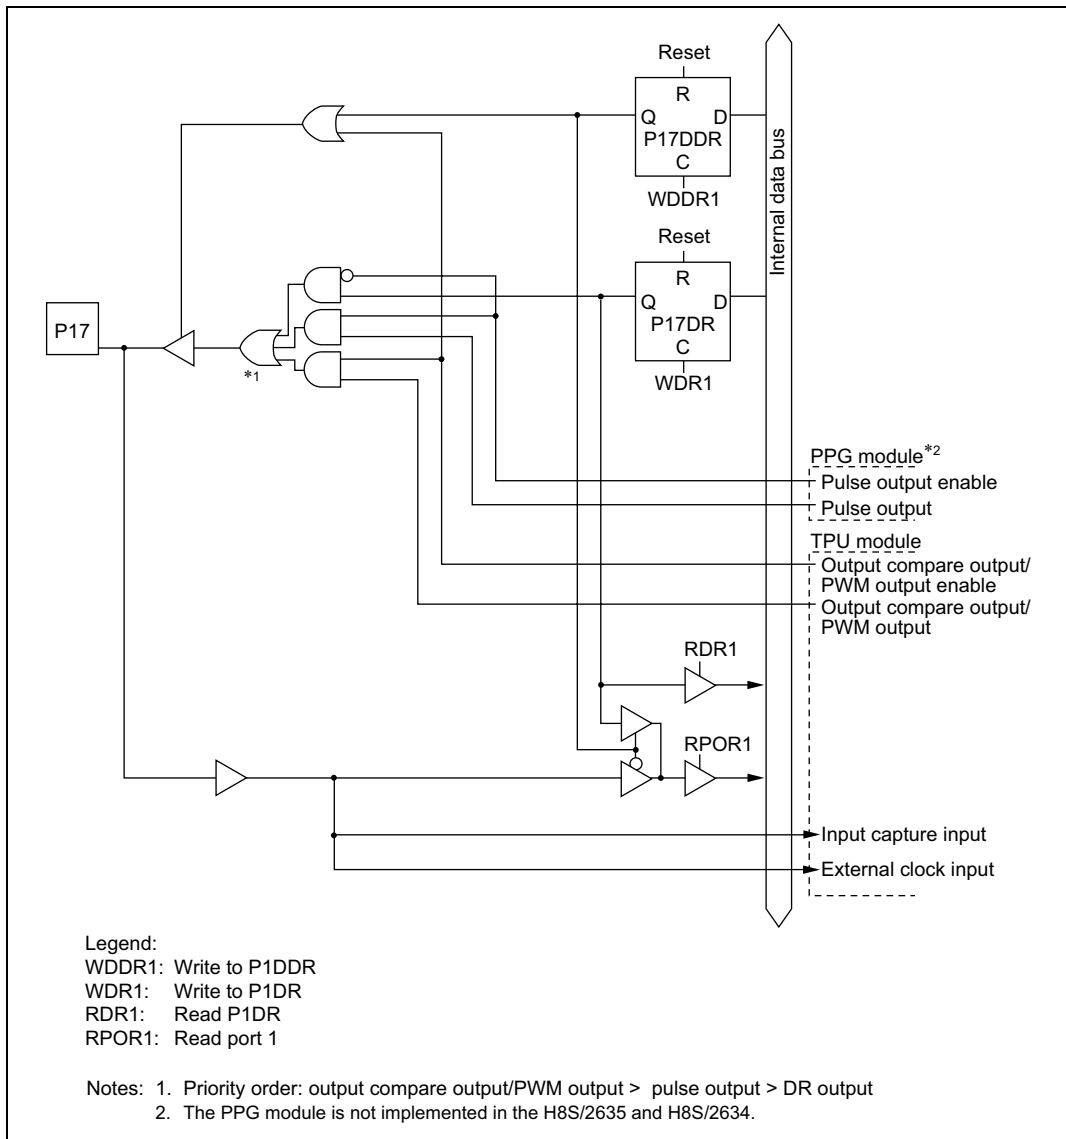 Reset
R
Q D
P17DDR
C
WDDR1
Internal data bus
Reset
R
Q D
P17DR
C
WDR1
P17
*1
PPG module*2
Pulse output enable
Pulse output
TPU module
Output compare output/
PWM output enable
Output compare output/
PWM output
RDR1
RPOR1
Input capture input
External clock input
Legend:
WDDR1: Write to P1DDR
WDR1: Write to P1DR
RDR1: Read P1DR
RPOR1: Read port 1
Notes: 1. Priority order: output compare output/PWM output > pulse output > DR output
2. The PPG module is not implemented in the H8S/2635 and H8S/2634.